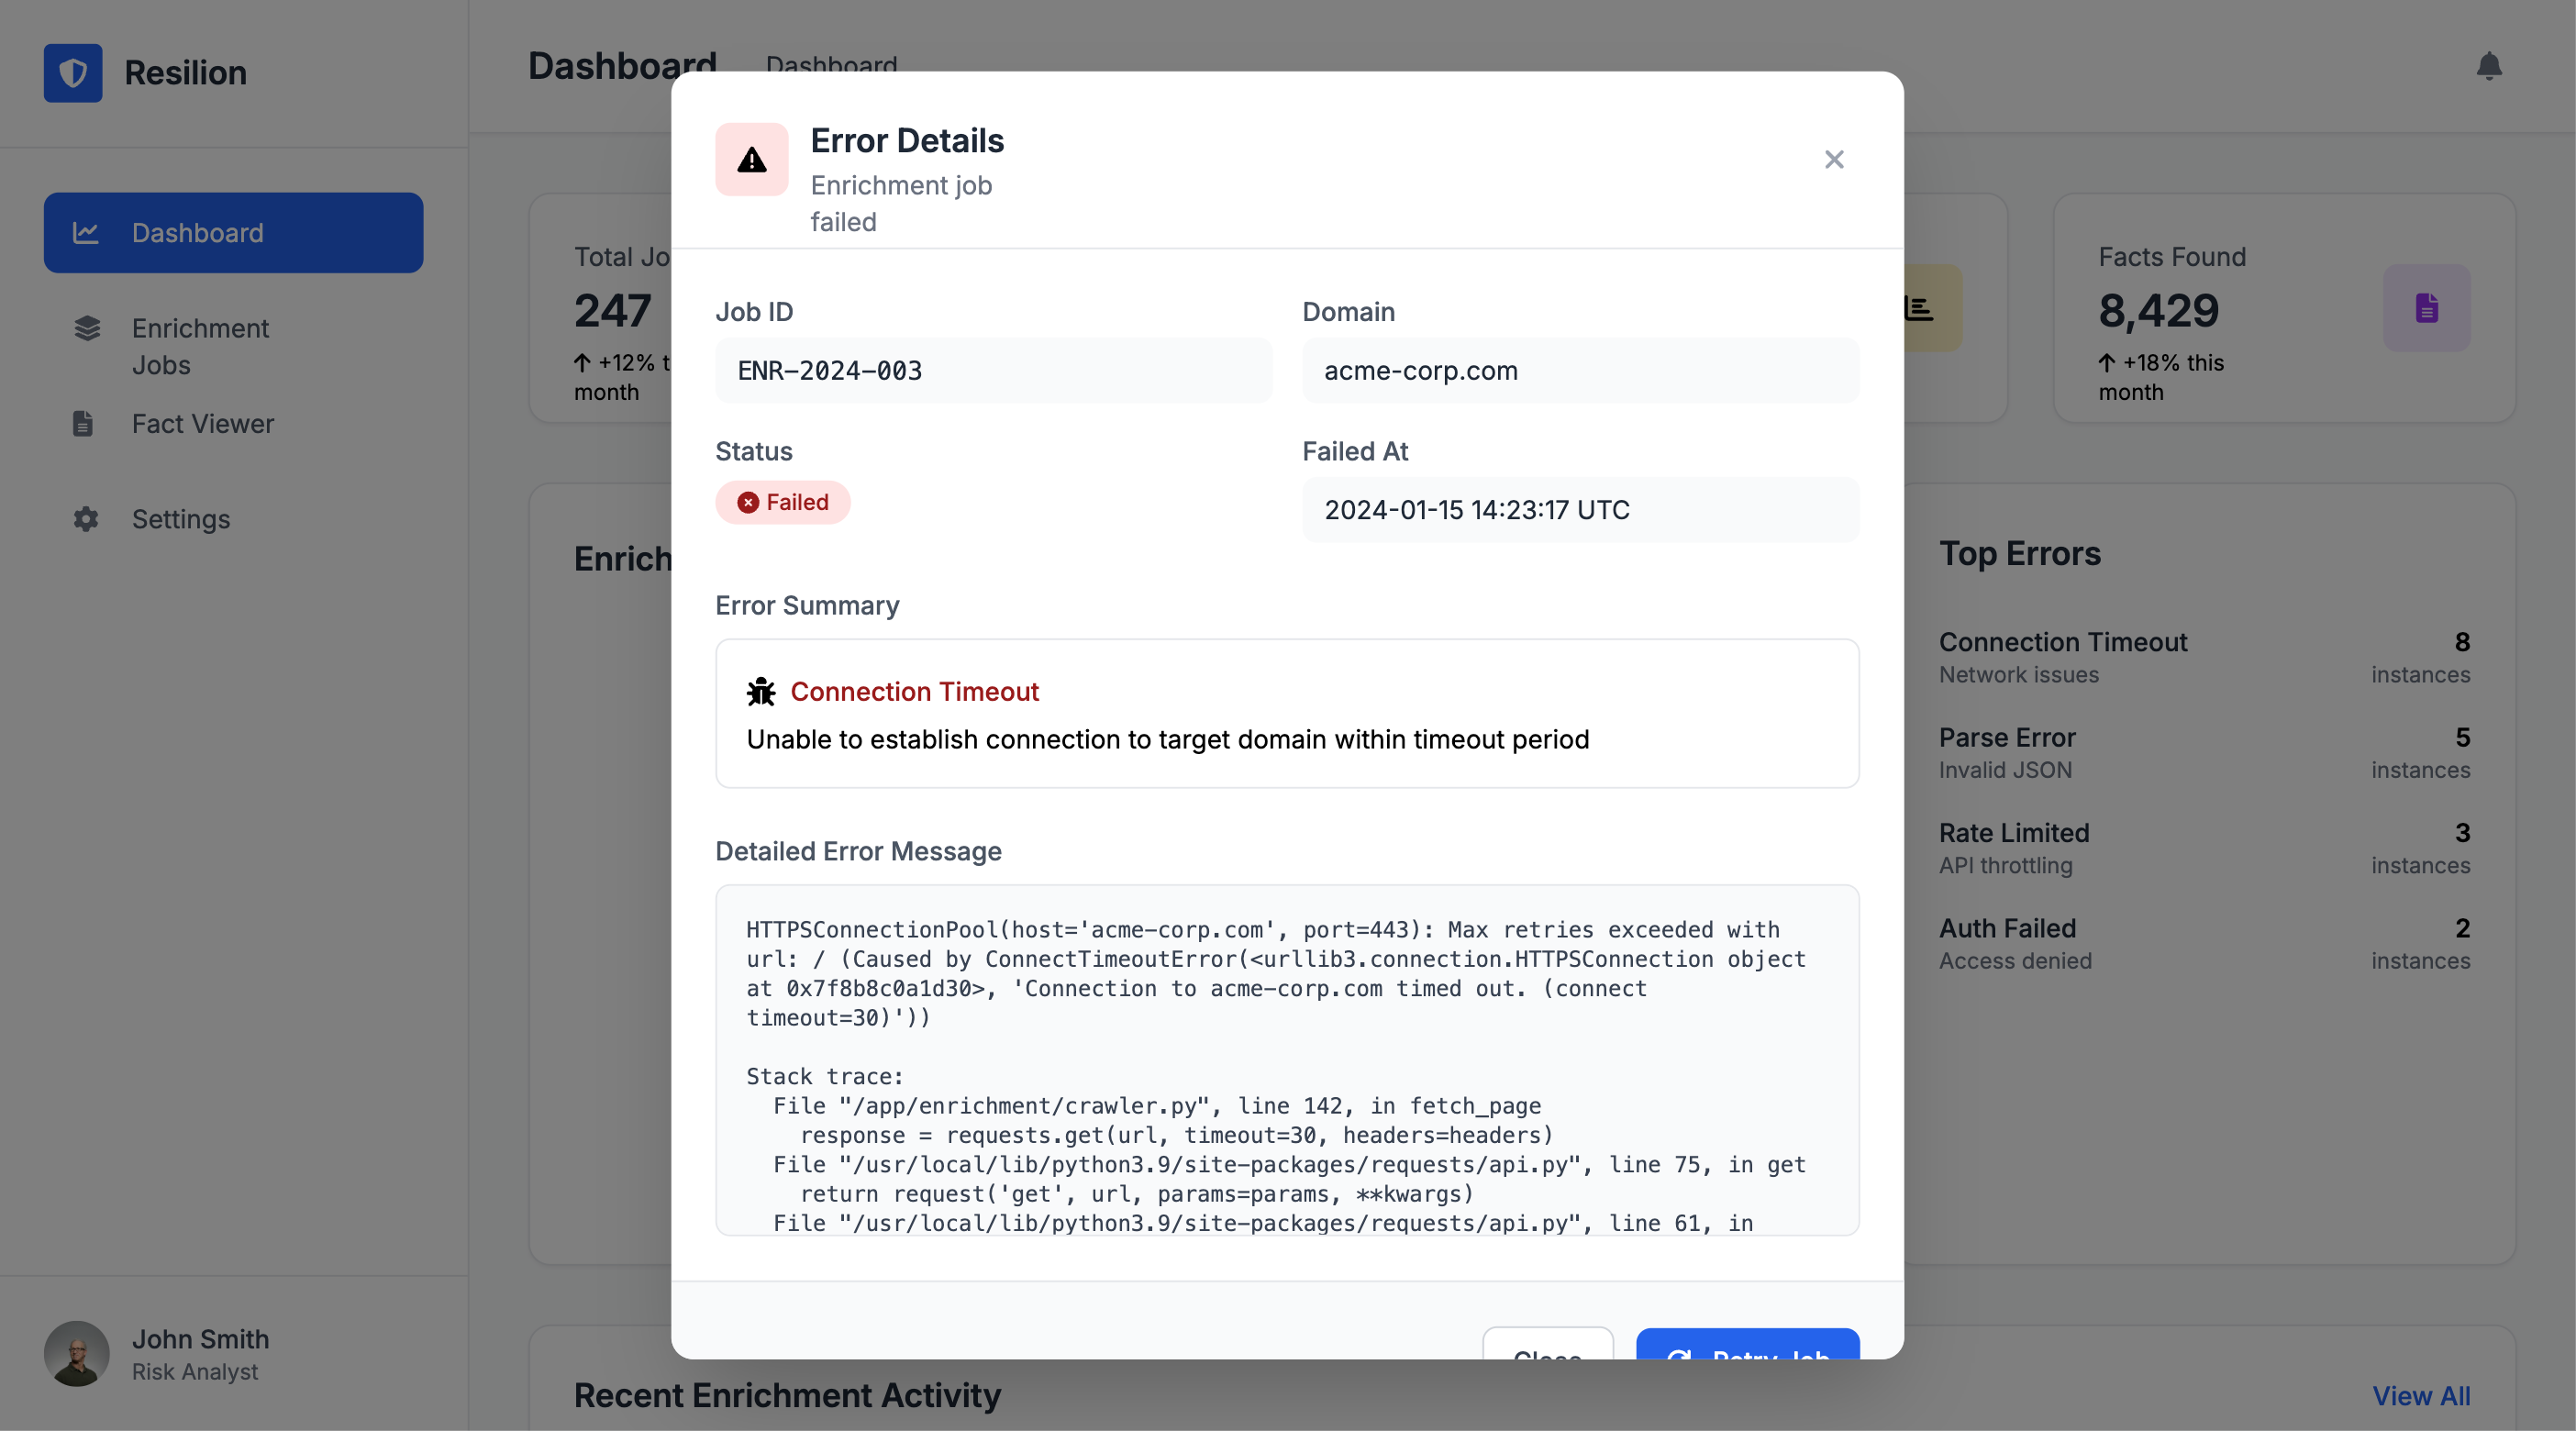 Resilion
Dashboard
Enrichment
Jobs
Fact Viewer
Settings
John Smith
Risk Analyst
Dashboard
Dashboard
Total Jo
247
+12% t
month
Facts Found
8,429
+18% this
month
Enrich
Top Errors
Connection Timeout
8
Network issues
instances
Parse Error
5
Invalid JSON
instances
Rate Limited
3
API throttling
instances
Auth Failed
2
Access denied
instances
Recent Enrichment Activity
View All
Error Details
Enrichment job
failed
Job ID
ENR-2024-003
Domain
acme-corp.com
Status
Failed
Failed At
2024-01-15 14:23:17 UTC
Error Summary
Connection Timeout
Unable to establish connection to target domain within timeout period
Detailed Error Message
HTTPSConnectionPool(host='acme-corp.com', port=443): Max retries exceeded with
url: / (Caused by ConnectTimeoutError(<urllib3.connection.HTTPSConnection object
at 0x7f8b8c0a1d30>, 'Connection to acme-corp.com timed out. (connect
timeout=30)'))
Stack trace:
File "/app/enrichment/crawler.py", line 142, in fetch_page
response = requests.get(url, timeout=30, headers=headers)
File "/usr/local/lib/python3.9/site-packages/requests/api.py", line 75, in get
return request('get', url, params=params, **kwargs)
File "/usr/local/lib/python3.9/site-packages/requests/api.py", line 61, in
Close
Retry Job